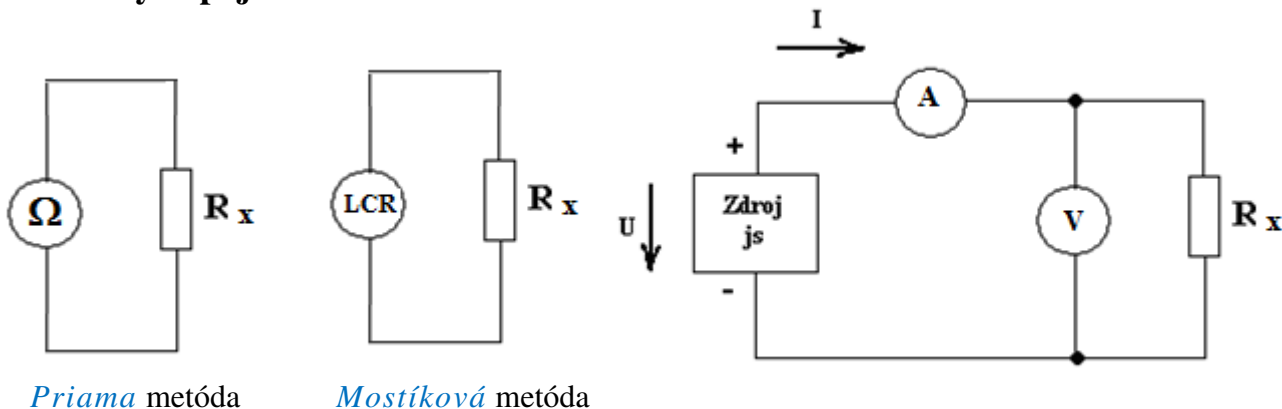 I
A
+
Ω
R x
LCR
R x
U
Zdroj
js
V
R x
-
Priama metóda
Mostíková metóda